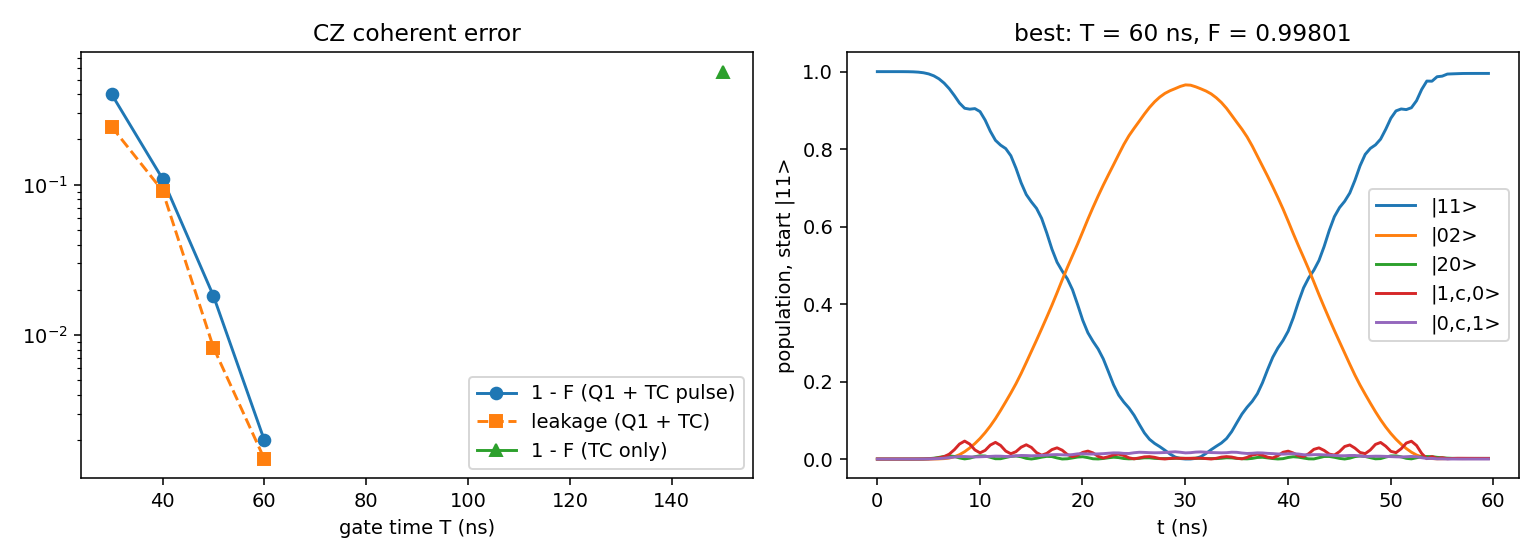 CZ coherent error
10⁻¹
10⁻²
40 60 80 100 120 140
gate time T (ns)
1 - F (Q1 + TC pulse)
leakage (Q1 + TC)
1 - F (TC only)
best: T = 60 ns, F = 0.99801
population, start |11>
1.0
0.8
0.6
0.4
0.2
0.0
0 10 20 30 40 50 60
t (ns)
|11>
|02>
|20>
|1,c,0>
|0,c,1>